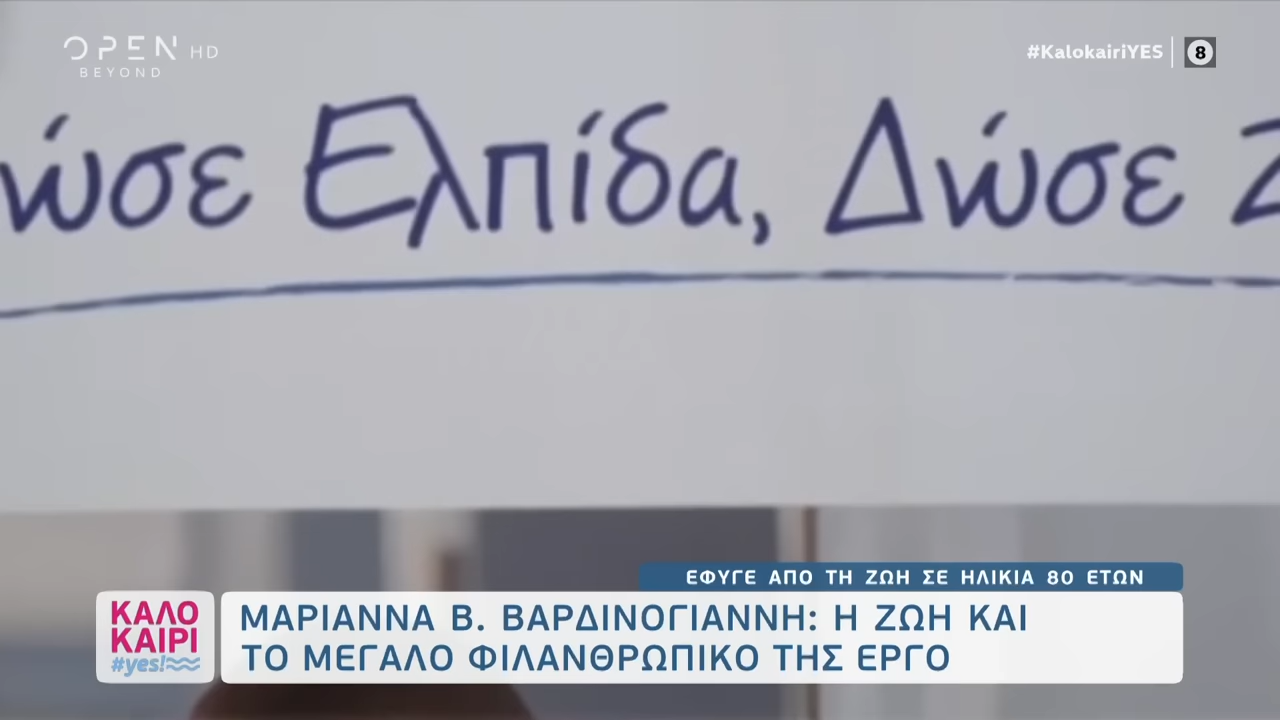 OPEN HD
BEYOND
#KalokairiYES 8
ώσε Ελπίδα, Δώσε
ΕΦΥΓΕ ΑΠΟ ΤΗ ΖΩΗ ΣΕ ΗΛΙΚΙΑ 80 ΕΤΩΝ
ΚΑΛΟ
ΚΑΙΡΙ
#yes!
ΜΑΡΙΑΝΝΑ Β. ΒΑΡΔΙΝΟΓΙΑΝΝΗ: Η ΖΩΗ ΚΑΙ
ΤΟ ΜΕΓΑΛΟ ΦΙΛΑΝΘΡΩΠΙΚΟ ΤΗΣ ΕΡΓΟ